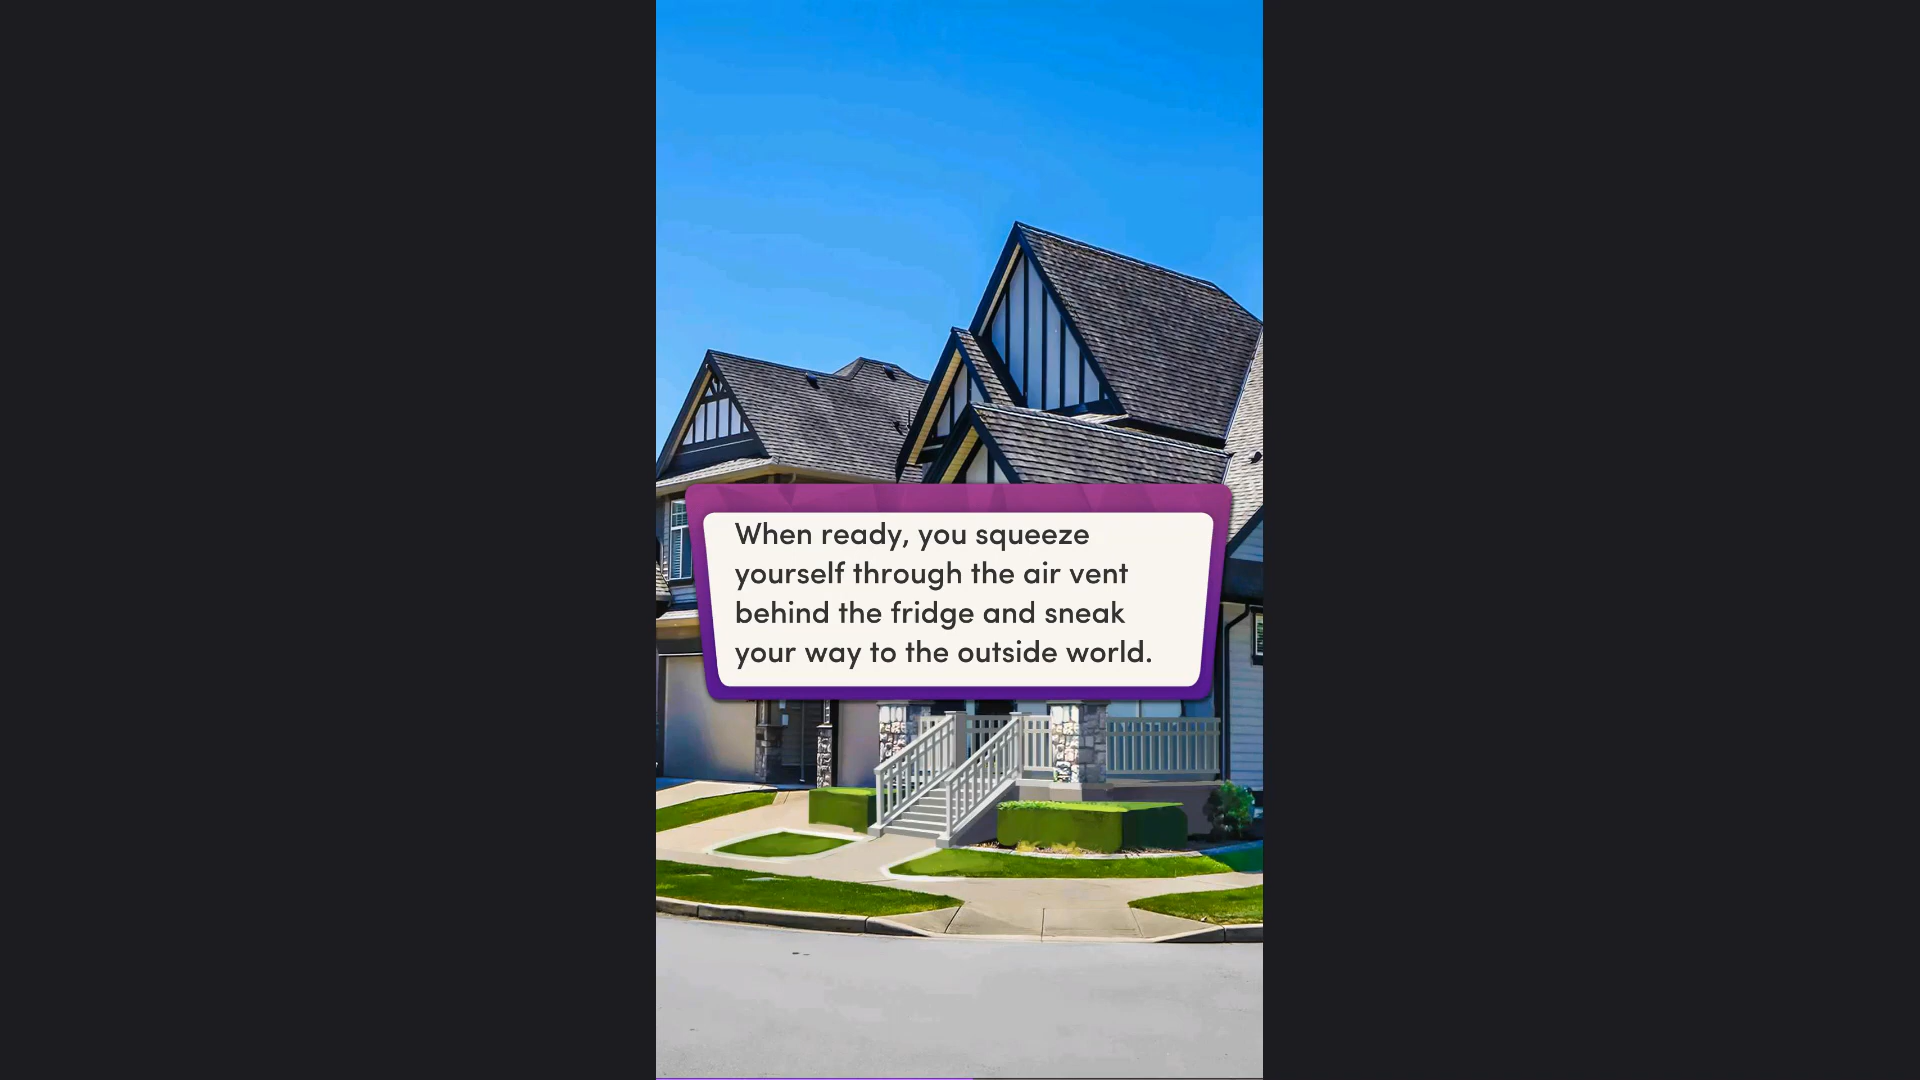 When ready, you squeeze
yourself through the air vent
behind the fridge and sneak
your way to the outside world.